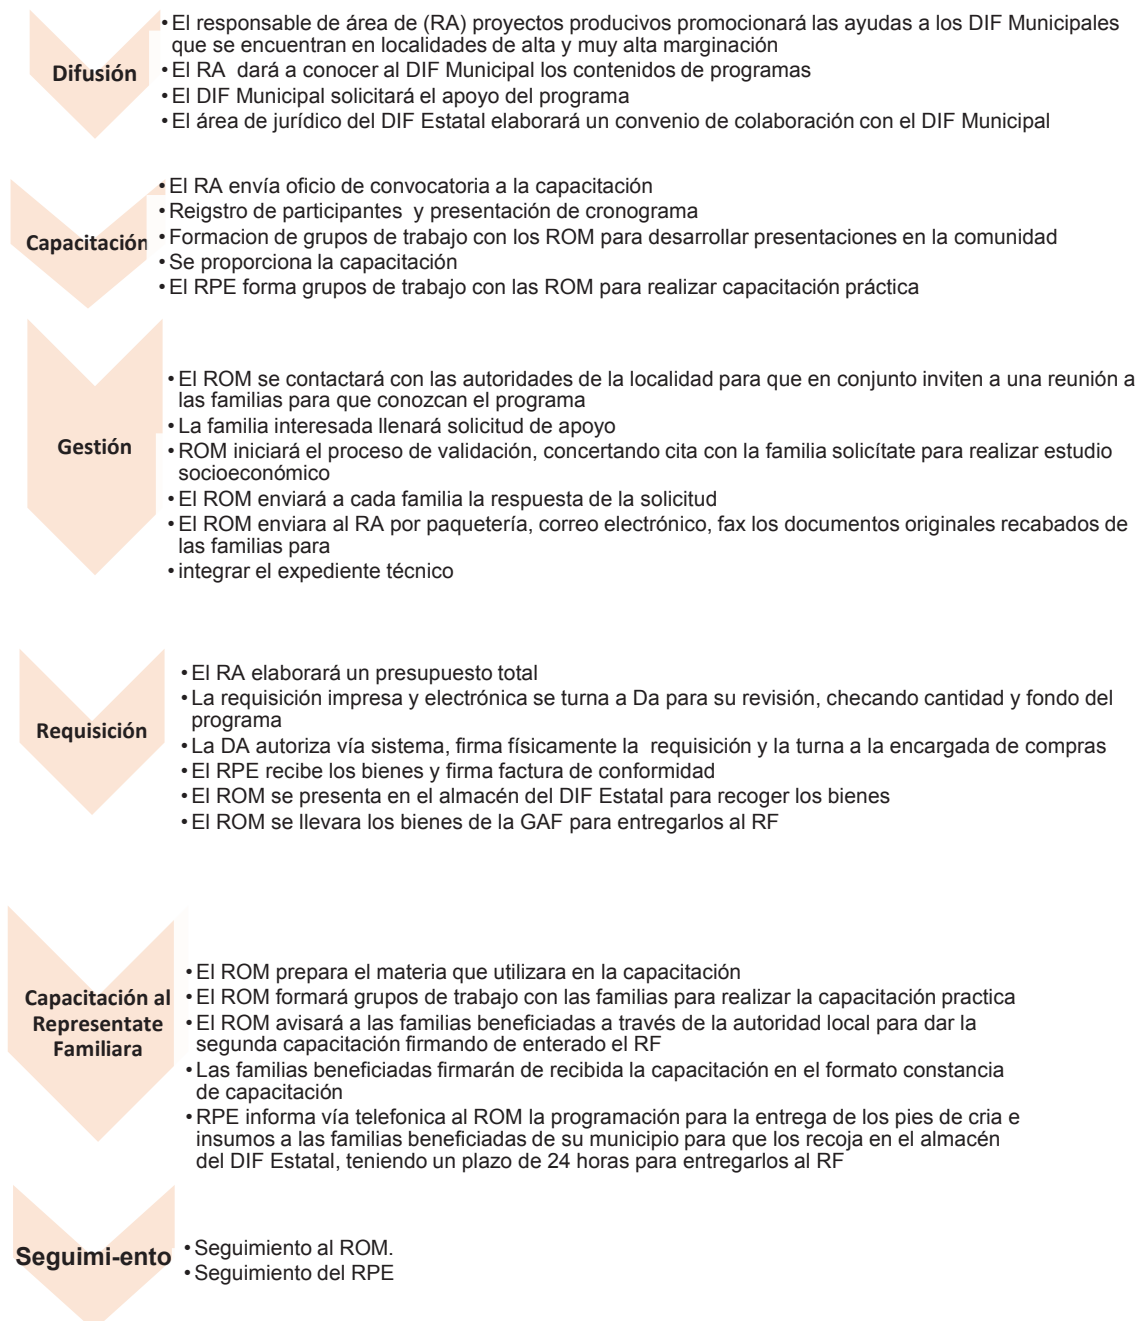 Difusión
• El responsable de área de (RA) proyectos productivos promocionará las ayudas a los DIF Municipales
que se encuentran en localidades de alta y muy alta marginación
• El RA  dará a conocer al DIF Municipal los contenidos de programas
• El DIF Municipal solicitará el apoyo del programa
• El área de jurídico del DIF Estatal elaborará un convenio de colaboración con el DIF Municipal
Capacitación
• El RA envía oficio de convocatoria a la capacitación
• Reigstro de participantes  y presentación de cronograma
• Formacion de grupos de trabajo con los ROM para desarrollar presentaciones en la comunidad
• Se proporciona la capacitación
• El RPE forma grupos de trabajo con las ROM para realizar capacitación práctica
Gestión
• El ROM se contactará con las autoridades de la localidad para que en conjunto inviten a una reunión a
las familias para que conozcan el programa
• La familia interesada llenará solicitud de apoyo
• ROM iniciará el proceso de validación, concertando cita con la familia solicítate para realizar estudio
socioeconómico
• El ROM enviará a cada familia la respuesta de la solicitud
• El ROM enviara al RA por paquetería, correo electrónico, fax los documentos originales recabados de
las familias para
• integrar el expediente técnico
Requisición
• El RA elaborará un presupuesto total
• La requisición impresa y electrónica se turna a Da para su revisión, checando cantidad y fondo del
programa
• La DA autoriza vía sistema, firma físicamente la  requisición y la turna a la encargada de compras
• El RPE recibe los bienes y firma factura de conformidad
• El ROM se presenta en el almacén del DIF Estatal para recoger los bienes
• El ROM se llevara los bienes de la GAF para entregarlos al RF
Capacitación al
Representate
Familiara
• El ROM prepara el materia que utilizara en la capacitación
• El ROM formará grupos de trabajo con las familias para realizar la capacitación practica
• El ROM avisará a las familias beneficiadas a través de la autoridad local para dar la
segunda capacitación firmando de enterado el RF
• Las familias beneficiadas firmarán de recibida la capacitación en el formato constancia
de capacitación
• RPE informa vía telefonica al ROM la programación para la entrega de los pies de cria e
insumos a las familias beneficiadas de su municipio para que los recoja en el almacén
del DIF Estatal, teniendo un plazo de 24 horas para entregarlos al RF
Seguimi-ento
• Seguimiento al ROM.
• Seguimiento del RPE